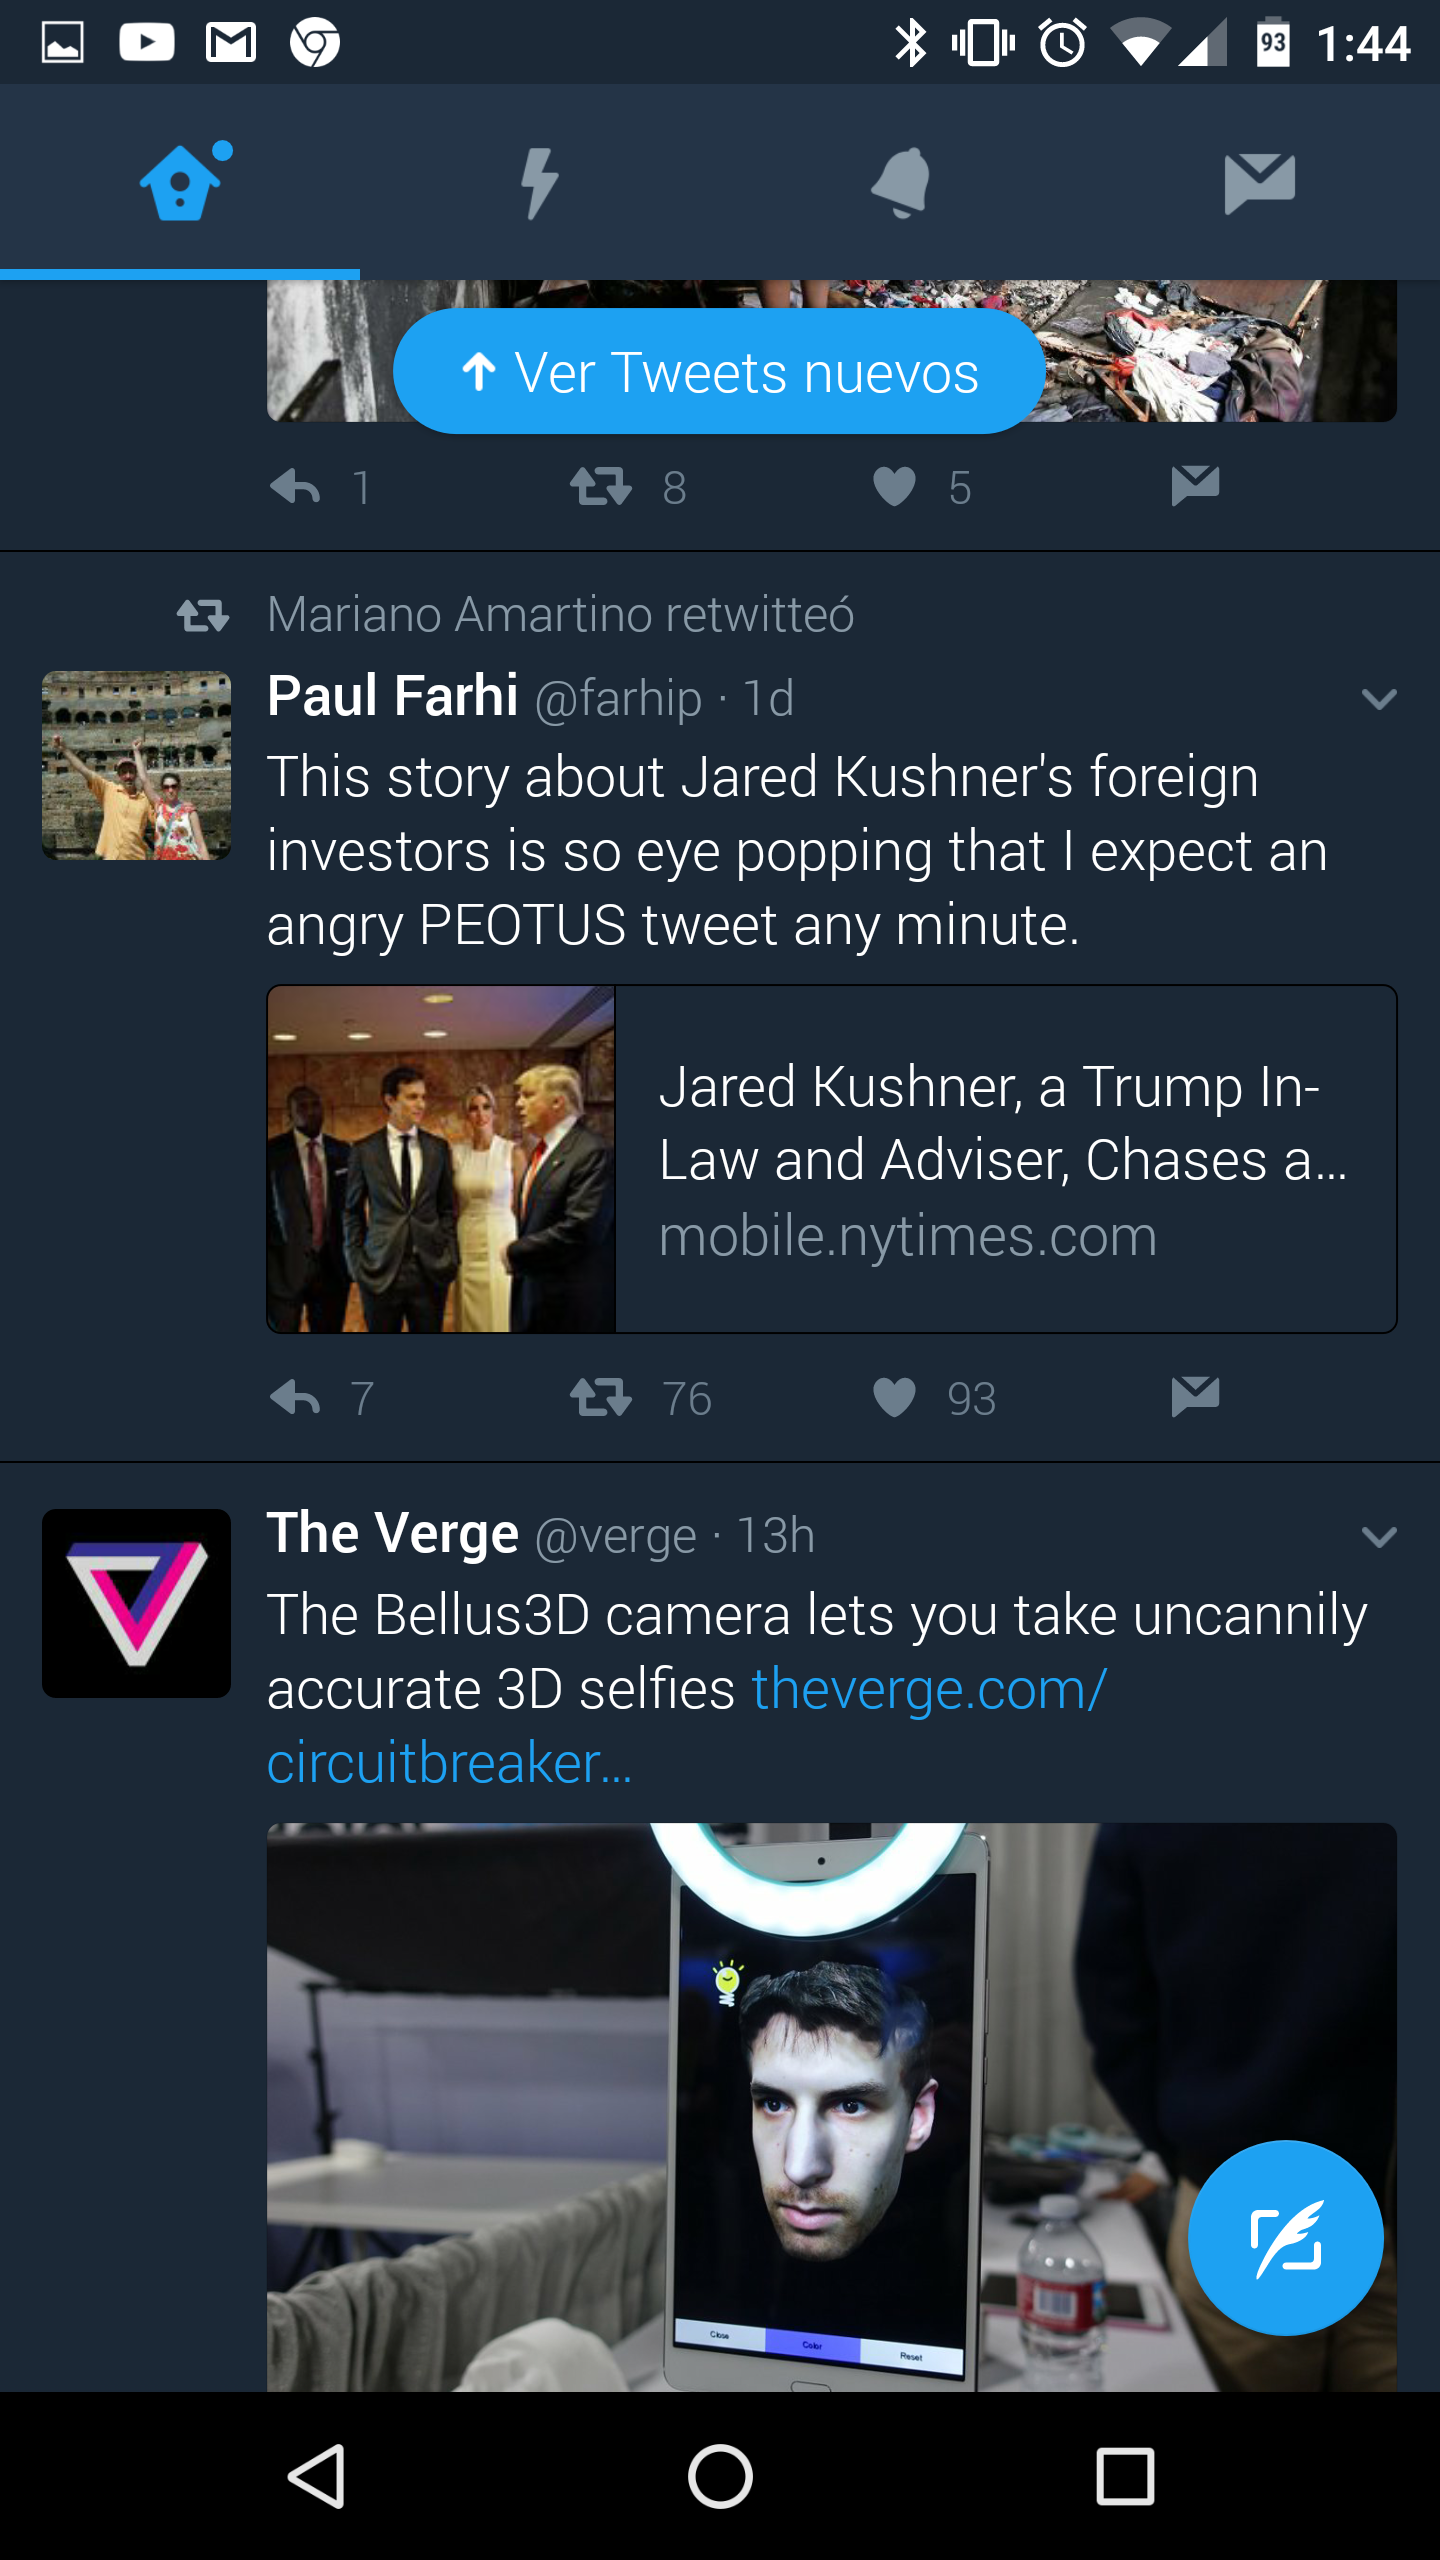 93 1:44
Ver Tweets nuevos
1 8 5
Mariano Amartino retwitteó
Paul Farhi @farhip · 1d
This story about Jared Kushner's foreign
investors is so eye popping that I expect an
angry PEOTUS tweet any minute.
Jared Kushner, a Trump In-
Law and Adviser, Chases a…
mobile.nytimes.com
7 76 93
The Verge @verge · 13h
The Bellus3D camera lets you take uncannily
accurate 3D selfies theverge.com/
circuitbreaker…
Close Color Reset